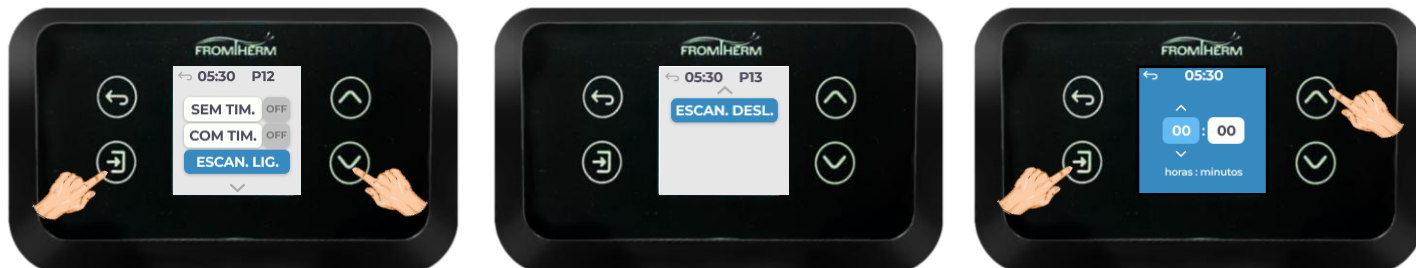 FROMTHERM
05:30 P12
SEM TIM. OFF
COM TIM. OFF
ESCAN. LIG.
FROMTHERM
05:30 P13
ESCAN. DESL.
FROMTHERM
05:30
00 : 00
horas : minutos